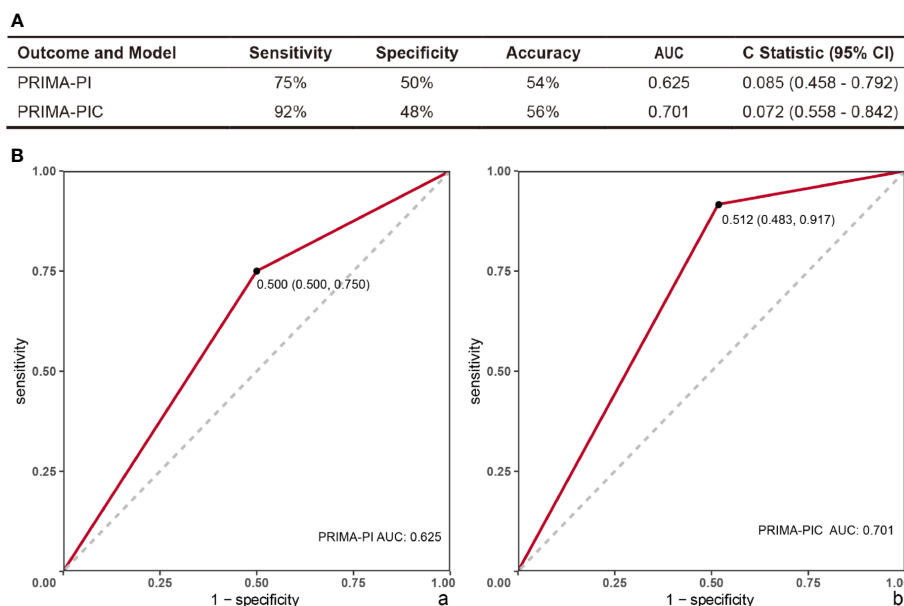 A
Outcome and Model Sensitivity Specificity Accuracy AUC C Statistic (95% CI)
PRIMA-PI 75% 50% 54% 0.625 0.085 (0.458 - 0.792)
PRIMA-PIC 92% 48% 56% 0.701 0.072 (0.558 - 0.842)
B
1.00
0.75
0.50
0.25
0.00
sensitivity
0.500 (0.500, 0.750)
PRIMA-PI AUC: 0.625
0.25 0.50 0.75 1.00
1 − specificity
a
1.00
0.75
0.50
0.25
0.00
sensitivity
0.512 (0.483, 0.917)
PRIMA-PIC AUC: 0.701
0.25 0.50 0.75 1.00
1 − specificity
b